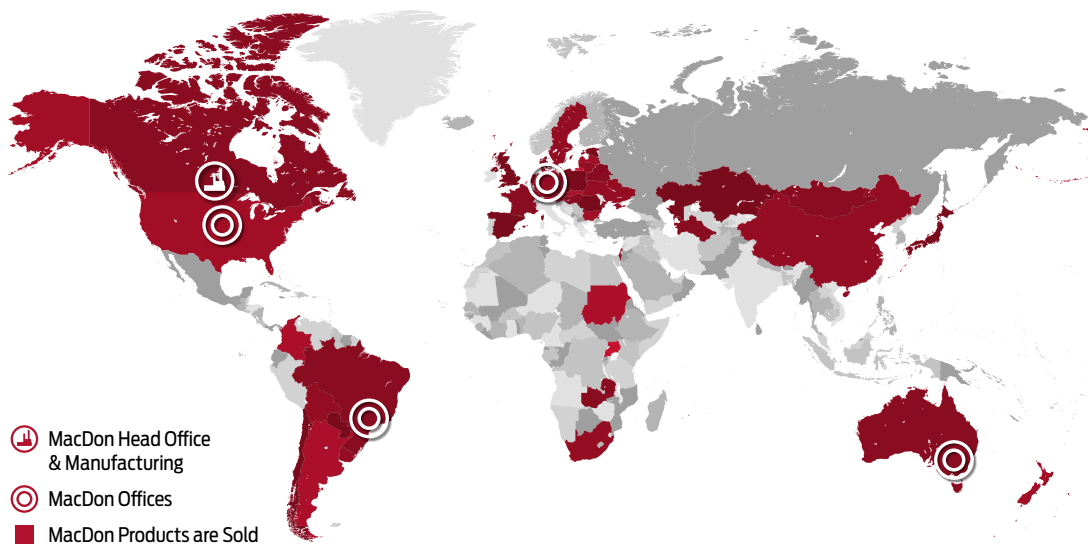 MacDon Head Office
& Manufacturing
MacDon Offices
MacDon Products are Sold